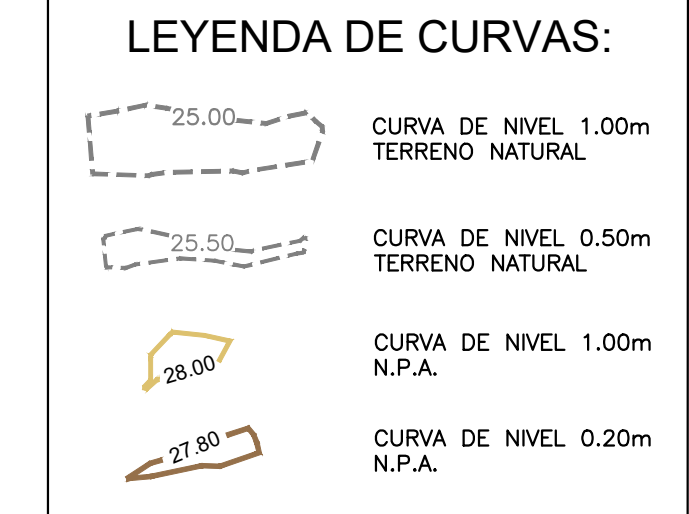 LEYENDA DE CURVAS:
25.00
CURVA DE NIVEL 1.00m
TERRENO NATURAL
25.50
CURVA DE NIVEL 0.50m
TERRENO NATURAL
28.00
CURVA DE NIVEL 1.00m
N.P.A.
27.80
CURVA DE NIVEL 0.20m
N.P.A.